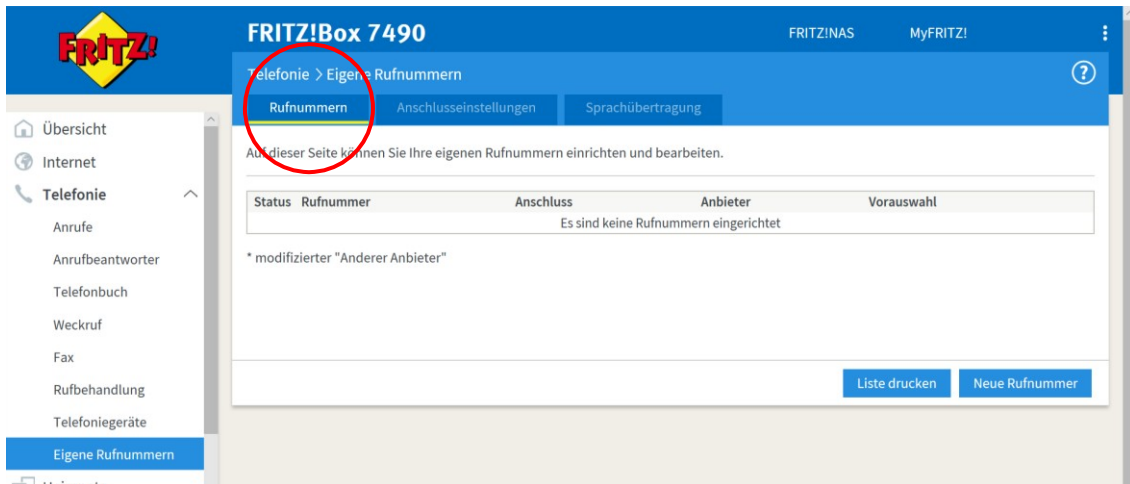 FRITZ!
FRITZ!Box 7490
FRITZ!NAS
MyFRITZ!
Telefonie > Eigene Rufnummern
?
Rufnummern
Anschlusseinstellungen
Sprachübertragung
Auf dieser Seite können Sie Ihre eigenen Rufnummern einrichten und bearbeiten.
Status Rufnummer Anschluss Anbieter Vorauswahl
Es sind keine Rufnummern eingerichtet
* modifizierter "Anderer Anbieter"
Liste drucken
Neue Rufnummer
Übersicht
Internet
Telefonie
Anrufe
Anrufbeantworter
Telefonbuch
Weckruf
Fax
Rufbehandlung
Telefoniegeräte
Eigene Rufnummern